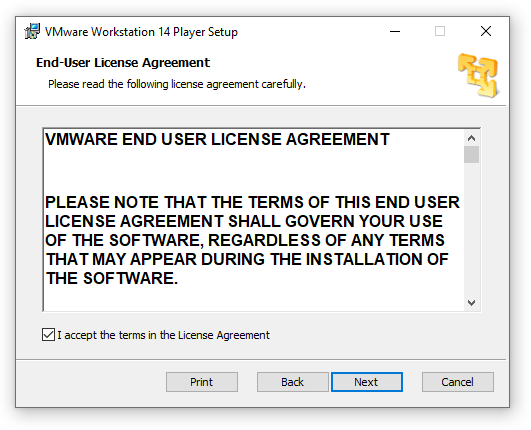 VMware Workstation 14 Player Setup
End-User License Agreement
Please read the following license agreement carefully.
VMWARE END USER LICENSE AGREEMENT
PLEASE NOTE THAT THE TERMS OF THIS END USER
LICENSE AGREEMENT SHALL GOVERN YOUR USE
OF THE SOFTWARE, REGARDLESS OF ANY TERMS
THAT MAY APPEAR DURING THE INSTALLATION OF
THE SOFTWARE.
I accept the terms in the License Agreement
Print Back Next Cancel